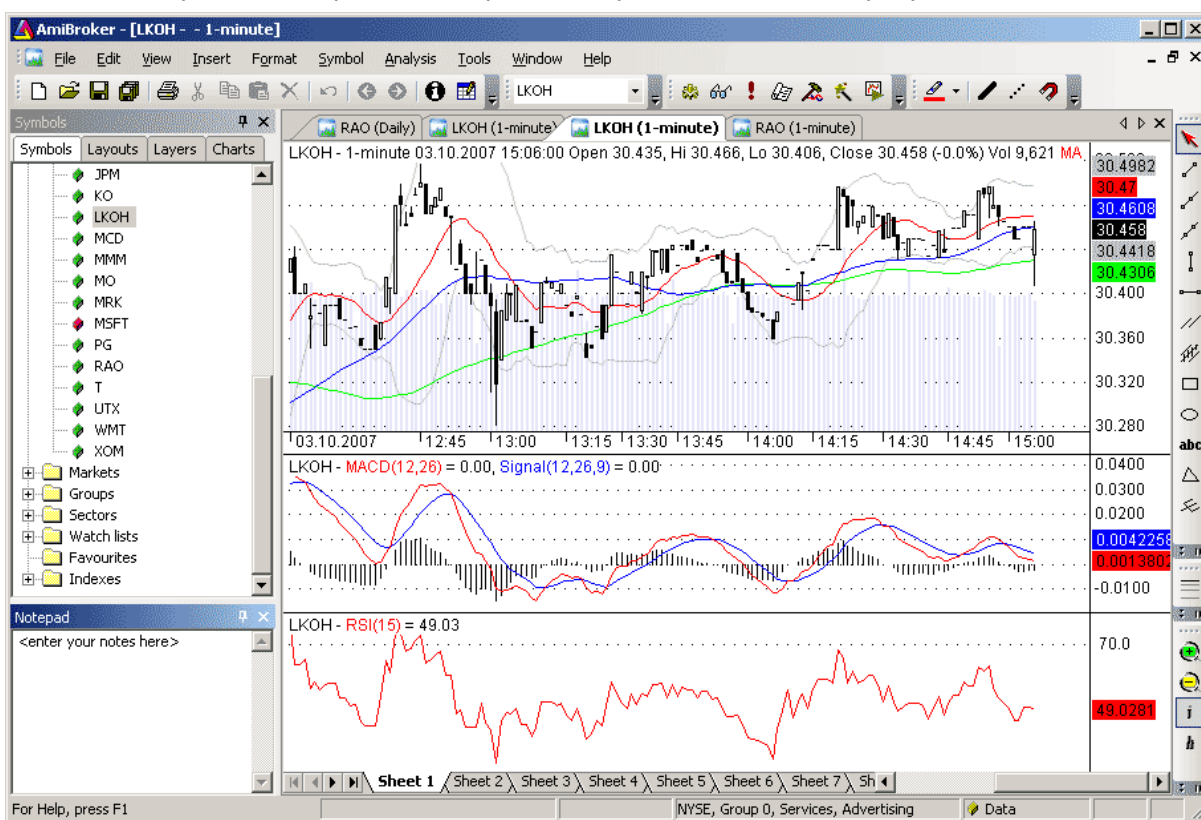 AmiBroker - [LKOH - - 1-minute]
File Edit View Insert Format Symbol Analysis Tools Window Help
LKOH
Symbols
Symbols Layouts Layers Charts
JPM
KO
LKOH
MCD
MMM
MO
MRK
MSFT
PG
RAO
T
UTX
WMT
XOM
Markets
Groups
Sectors
Watch lists
Favourites
Indexes
Notepad
<enter your notes here>
RAO (Daily) LKOH (1-minute) LKOH (1-minute) RAO (1-minute)
LKOH - 1-minute 03.10.2007 15:06:00 Open 30.435, Hi 30.466, Lo 30.406, Close 30.458 (-0.0%) Vol 9,621 MA
30.4982
30.47
30.4608
30.458
30.4418
30.4306
30.400
30.360
30.320
30.280
03.10.2007 12:45 13:00 13:15 13:30 13:45 14:00 14:15 14:30 14:45 15:00
LKOH - MACD(12,26) = 0.00, Signal(12,26,9) = 0.00
0.0400
0.0300
0.0200
0.0042258
0.0013802
-0.0100
LKOH - RSI(15) = 49.03
70.0
49.0281
abc
i
h
Sheet 1 Sheet 2 Sheet 3 Sheet 4 Sheet 5 Sheet 6 Sheet 7 Sh
For Help, press F1
NYSE, Group 0, Services, Advertising
Data